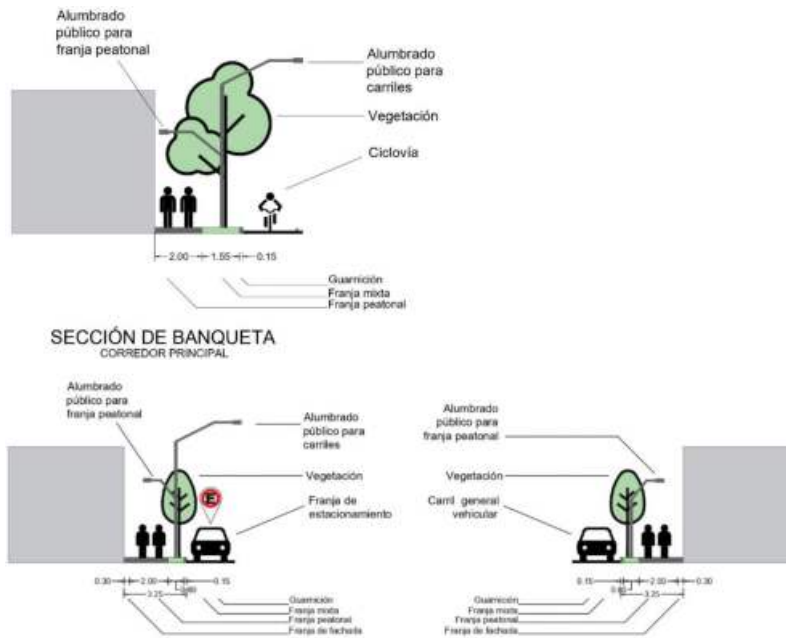 Alumbrado
público para
franja peatonal
Alumbrado
público para
carriles
Vegetación
Ciclovía
2.00 1.55 0.15
Guarnición
Franja mixta
Franja peatonal
SECCIÓN DE BANQUETA
CORREDOR PRINCIPAL
Alumbrado
público para
franja peatonal
Alumbrado
público para
carriles
Vegetación
Franja de
estacionamiento
E
0.30 2.00 0.15
0.80
3.25
Guarnición
Franja mixta
Franja peatonal
Franja de fachada
Alumbrado
público para
franja peatonal
Vegetación
Carril general
vehicular
0.15 2.00 0.30
0.80
3.25
Guarnición
Franja mixta
Franja peatonal
Franja de fachada